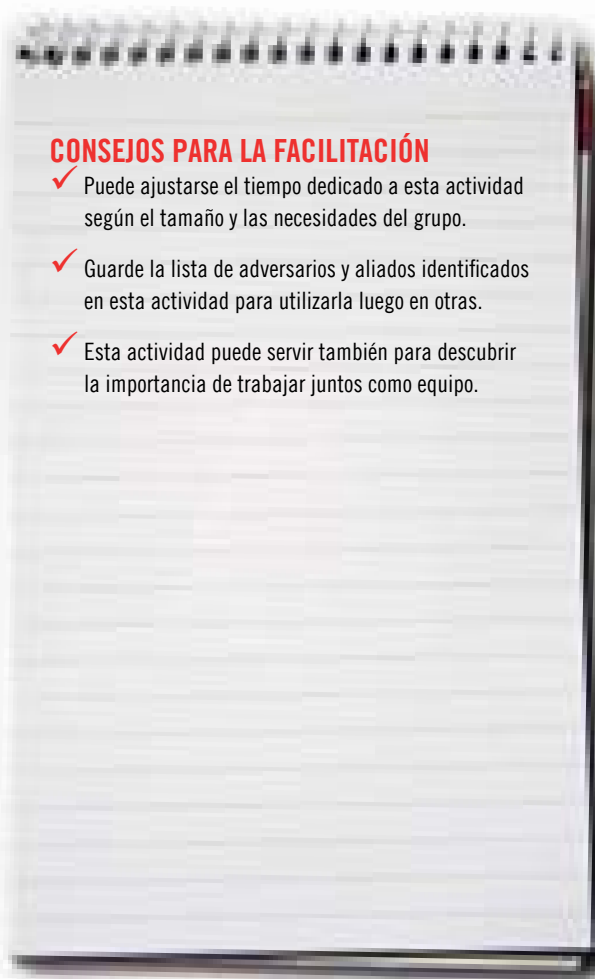 CONSEJOS PARA LA FACILITACIÓN
✓ Puede ajustarse el tiempo dedicado a esta actividad
según el tamaño y las necesidades del grupo.
✓ Guarde la lista de adversarios y aliados identificados
en esta actividad para utilizarla luego en otras.
✓ Esta actividad puede servir también para descubrir
la importancia de trabajar juntos como equipo.